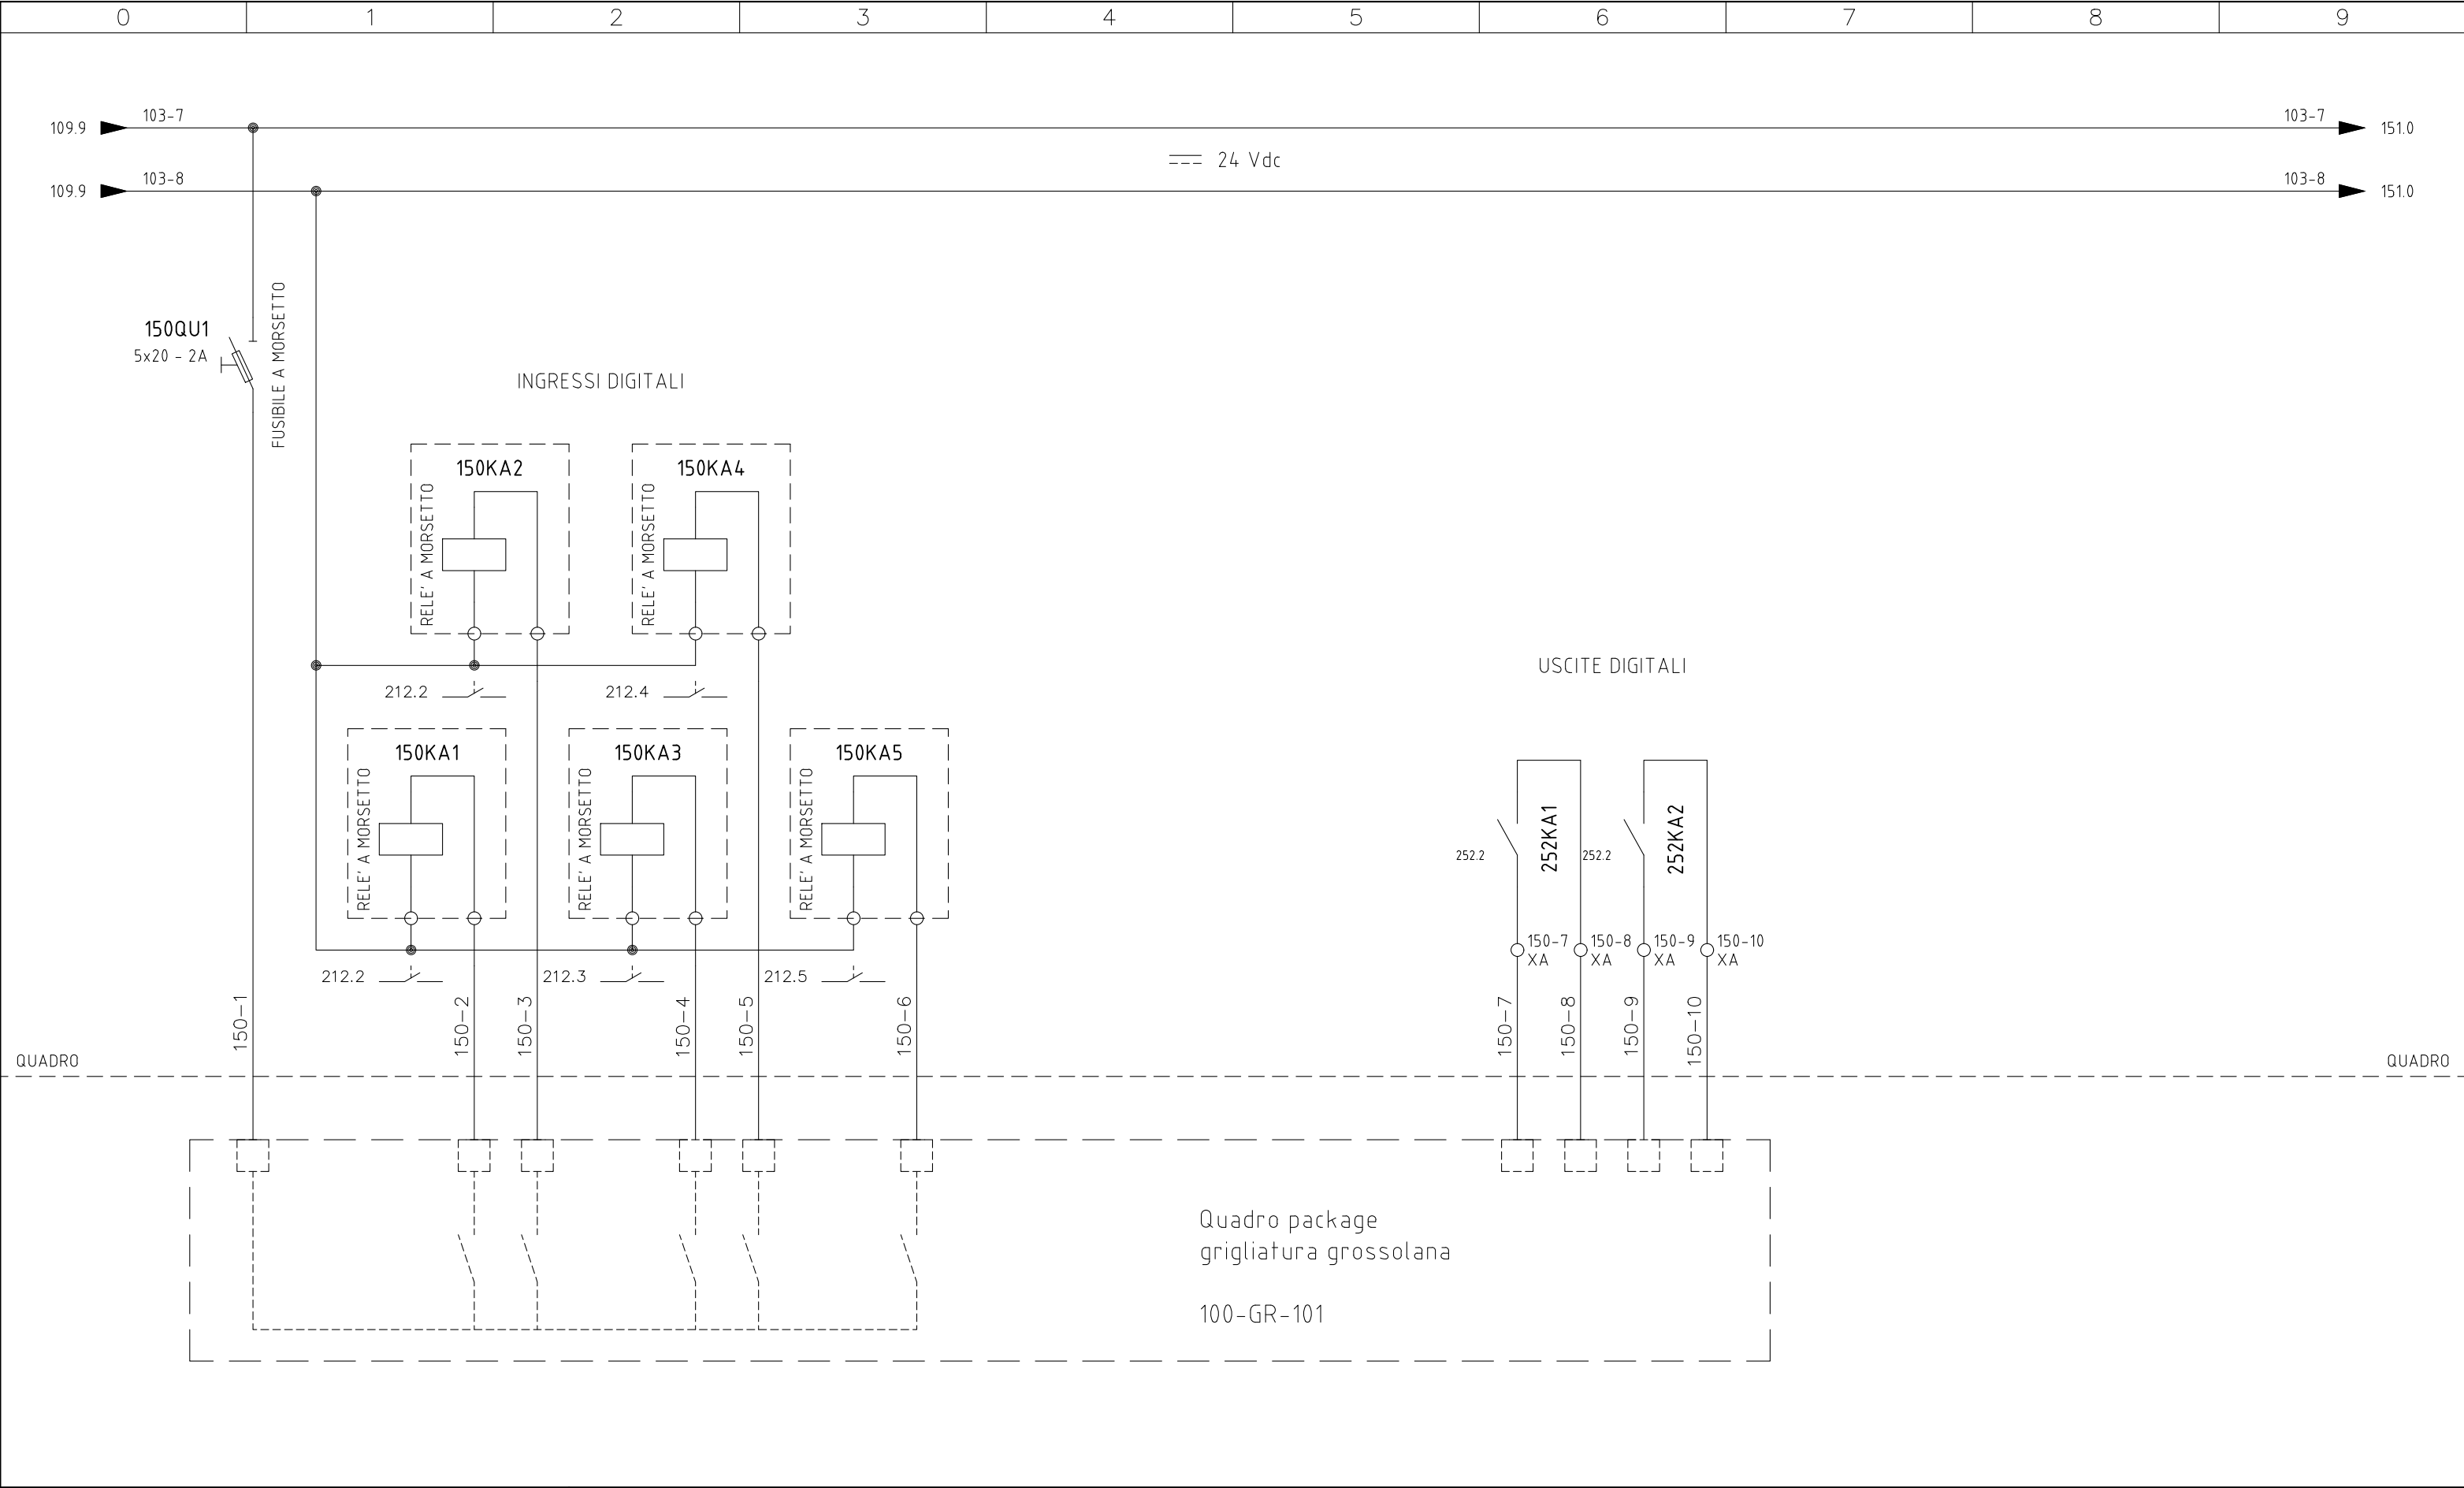 0 1 2 3 4 5 6 7 8 9
103-7 103-7
109.9 151.0
24 Vdc
103-8 103-8
109.9 151.0
150QU1
5x20 - 2A
FUSIBILE A MORSETTO
INGRESSI DIGITALI
150KA2 150KA4
RELE' A MORSETTO RELE' A MORSETTO
USCITE DIGITALI
212.2 212.4
150KA1 150KA3 150KA5
RELE' A MORSETTO RELE' A MORSETTO RELE' A MORSETTO
252.2 252KA1 252.2 252KA2
150-7 150-8 150-9 150-10
XA XA XA XA
212.2 212.3 212.5
150-1 150-2 150-3 150-4 150-5 150-6 150-7 150-8 150-9 150-10
QUADRO QUADRO
Quadro package
grigliatura grossolana
100-GR-101